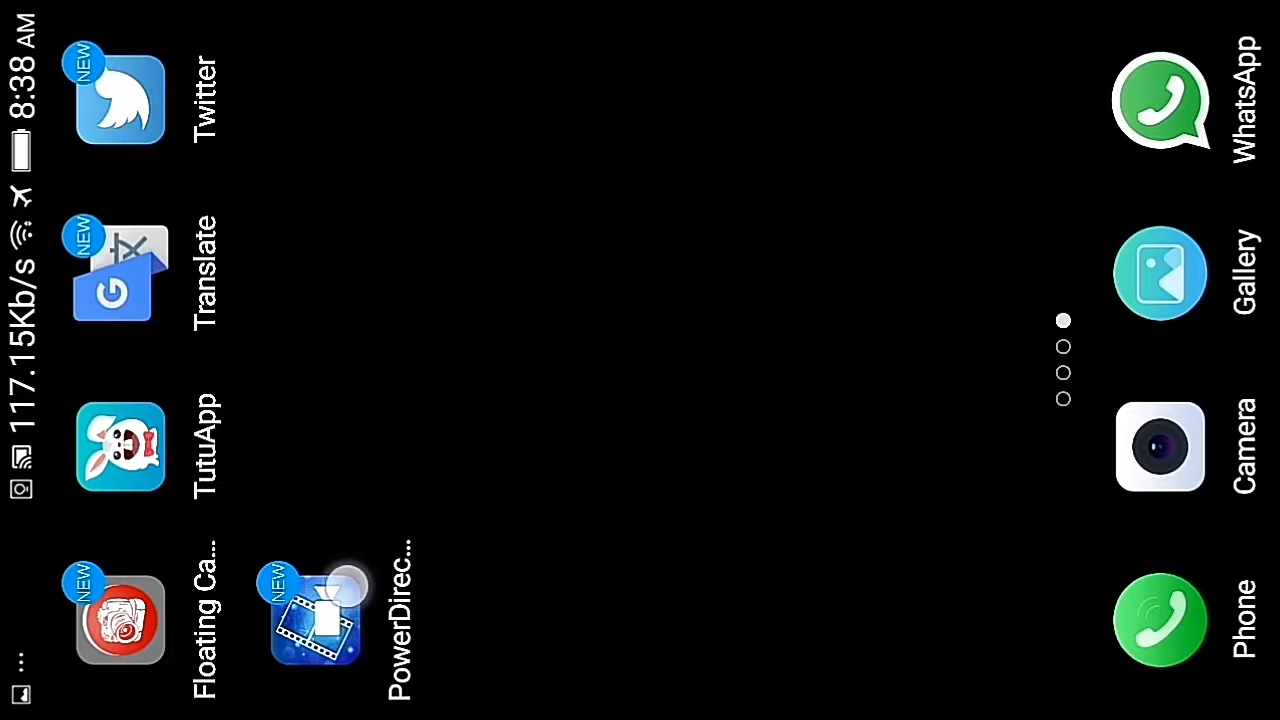 ... 117.15Kb/s 8:38 AM
NEW NEW NEW
G 文
Floating Ca... TutuApp Translate Twitter
NEW
PowerDirec...
Phone Camera Gallery WhatsApp